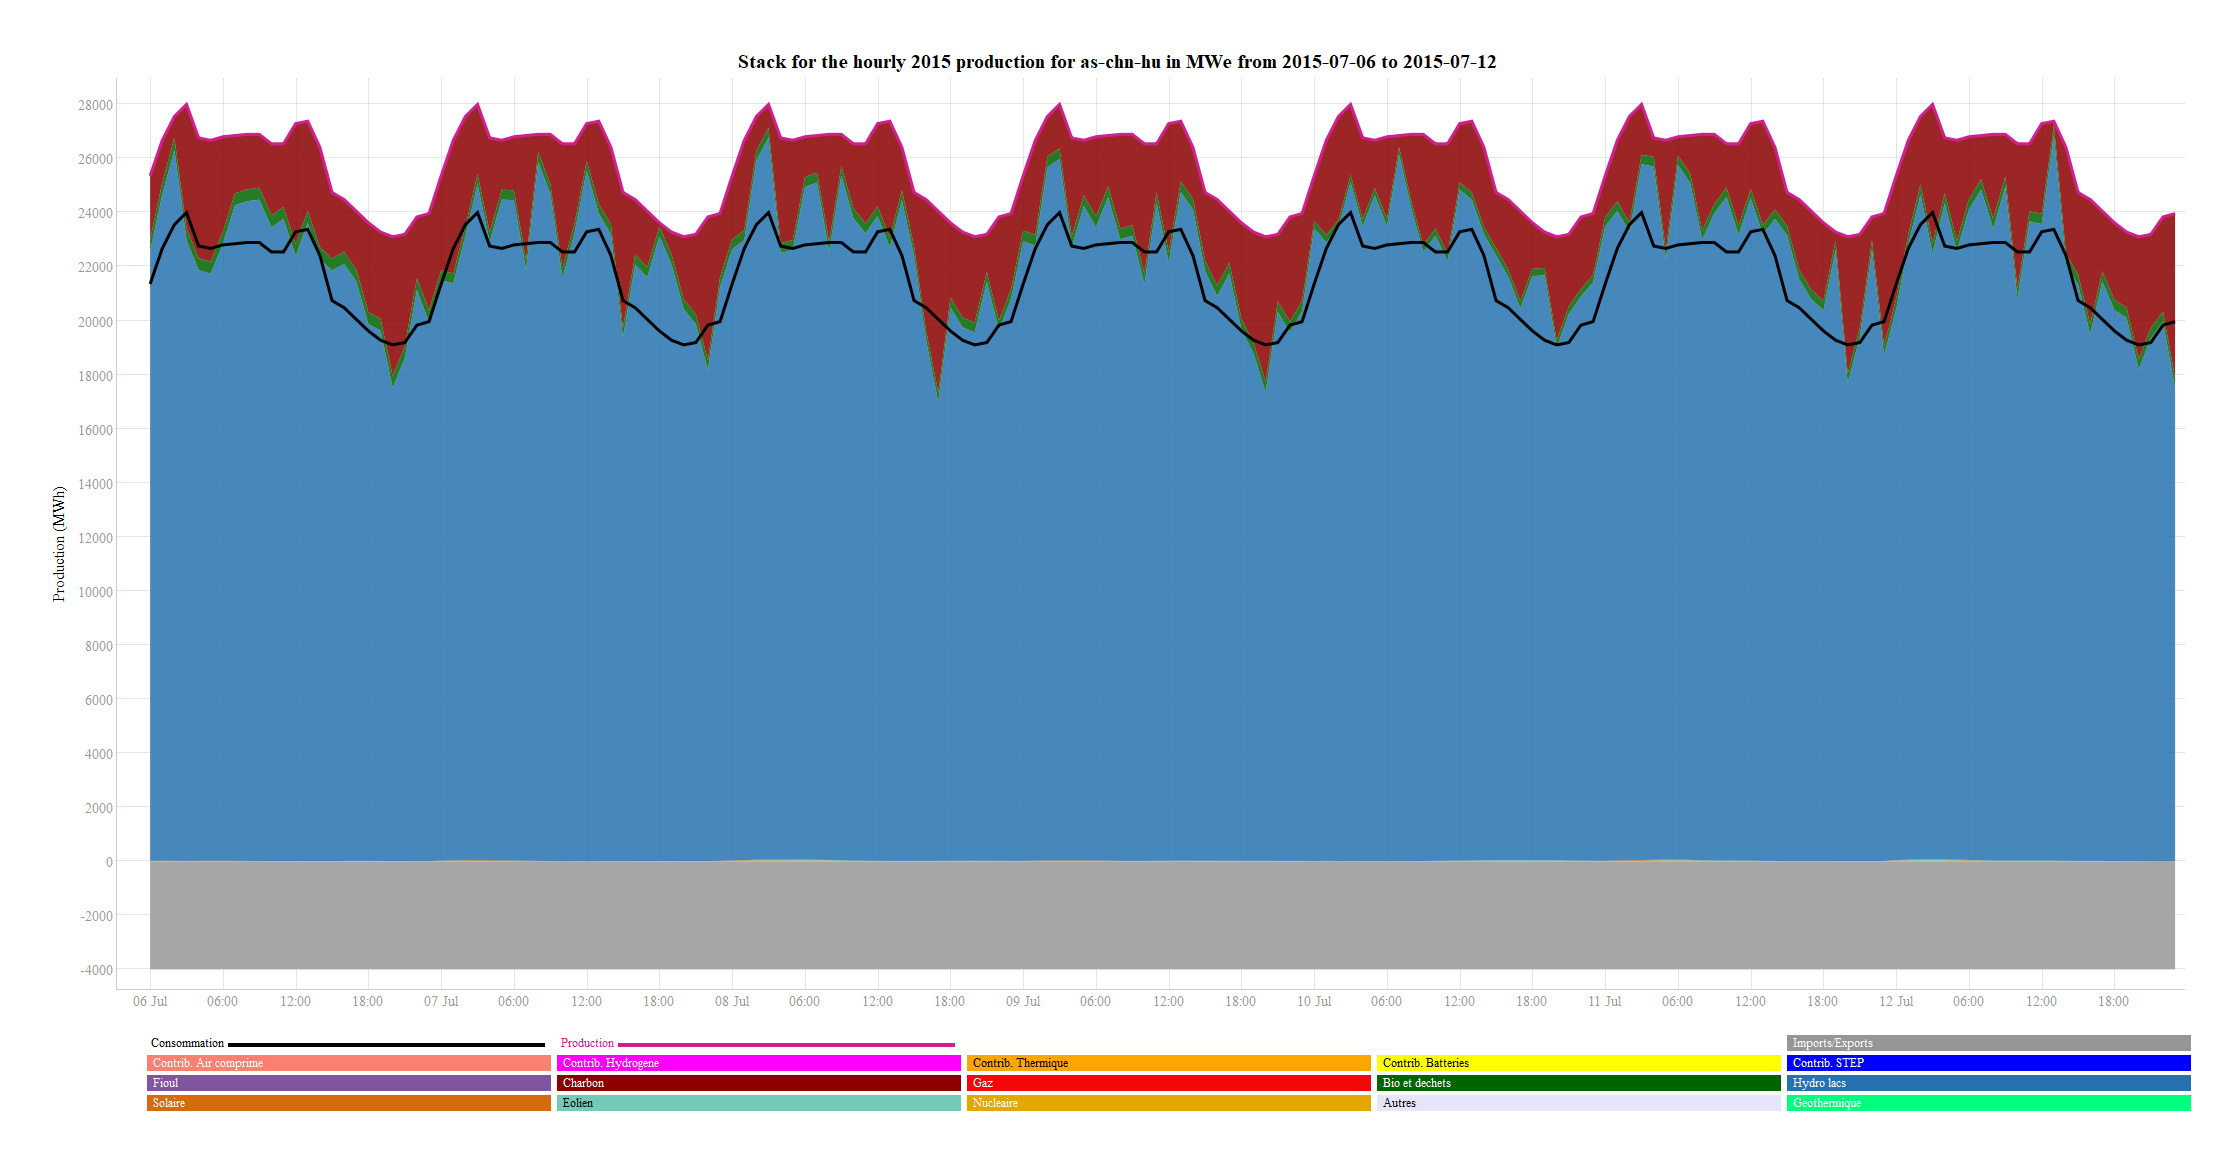 Stack for the hourly 2015 production for as-chn-hu in MWe from 2015-07-06 to 2015-07-12
Production (MWh)
28000
26000
24000
22000
20000
18000
16000
14000
12000
10000
8000
6000
4000
2000
0
-2000
-4000
06 Jul 06:00 12:00 18:00 07 Jul 06:00 12:00 18:00 08 Jul 06:00 12:00 18:00 09 Jul 06:00 12:00 18:00 10 Jul 06:00 12:00 18:00 11 Jul 06:00 12:00 18:00 12 Jul 06:00 12:00 18:00
Consommation Production Imports/Exports
Contrib. Air comprime Contrib. Hydrogene Contrib. Thermique Contrib. Batteries Contrib. STEP
Fioul Charbon Gaz Bio et dechets Hydro lacs
Solaire Eolien Nucleaire Autres Geothermique